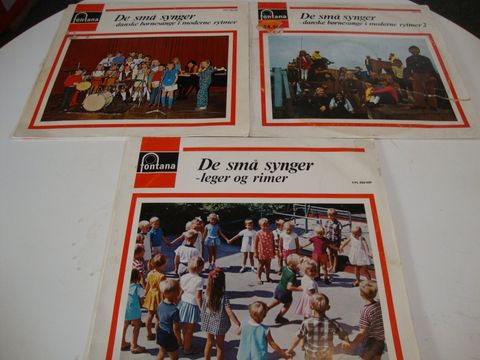 fontana
De små synger
danske børnesange i moderne rytmer
fontana
De små synger
danske børnesange i moderne rytmer 2
fontana
De små synger
-leger og rimer